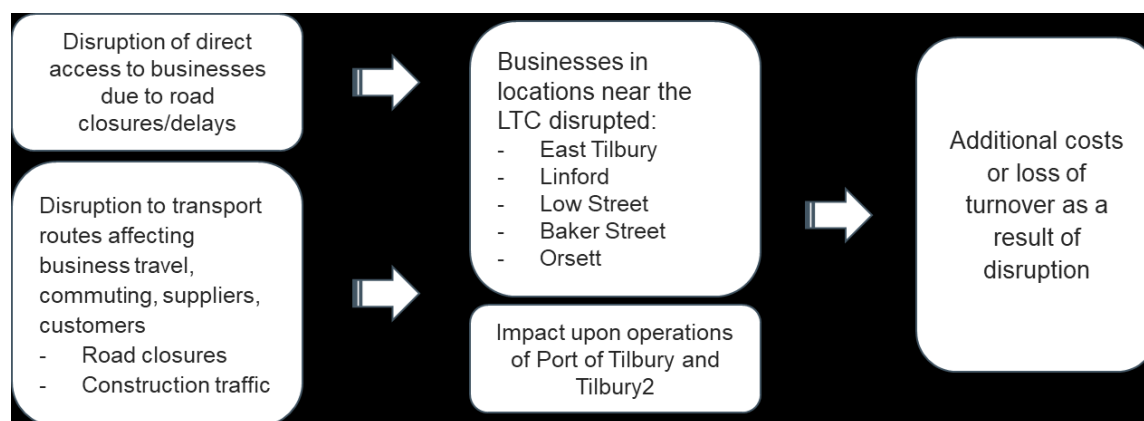 Disruption of direct
access to businesses
due to road
closures/delays
Disruption to transport
routes affecting
business travel,
commuting, suppliers,
customers
- Road closures
- Construction traffic
Businesses in
locations near the
LTC disrupted:
- East Tilbury
- Linford
- Low Street
- Baker Street
- Orsett
Impact upon operations
of Port of Tilbury and
Tilbury2
Additional costs
or loss of
turnover as a
result of
disruption